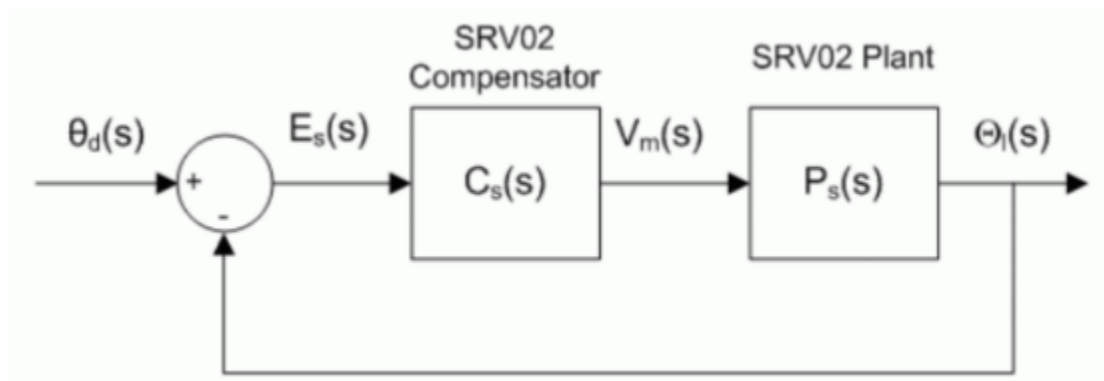 SRV02
Compensator
SRV02 Plant
θd(s)
Es(s)
Vm(s)
Θl(s)
+
-
Cs(s)
Ps(s)